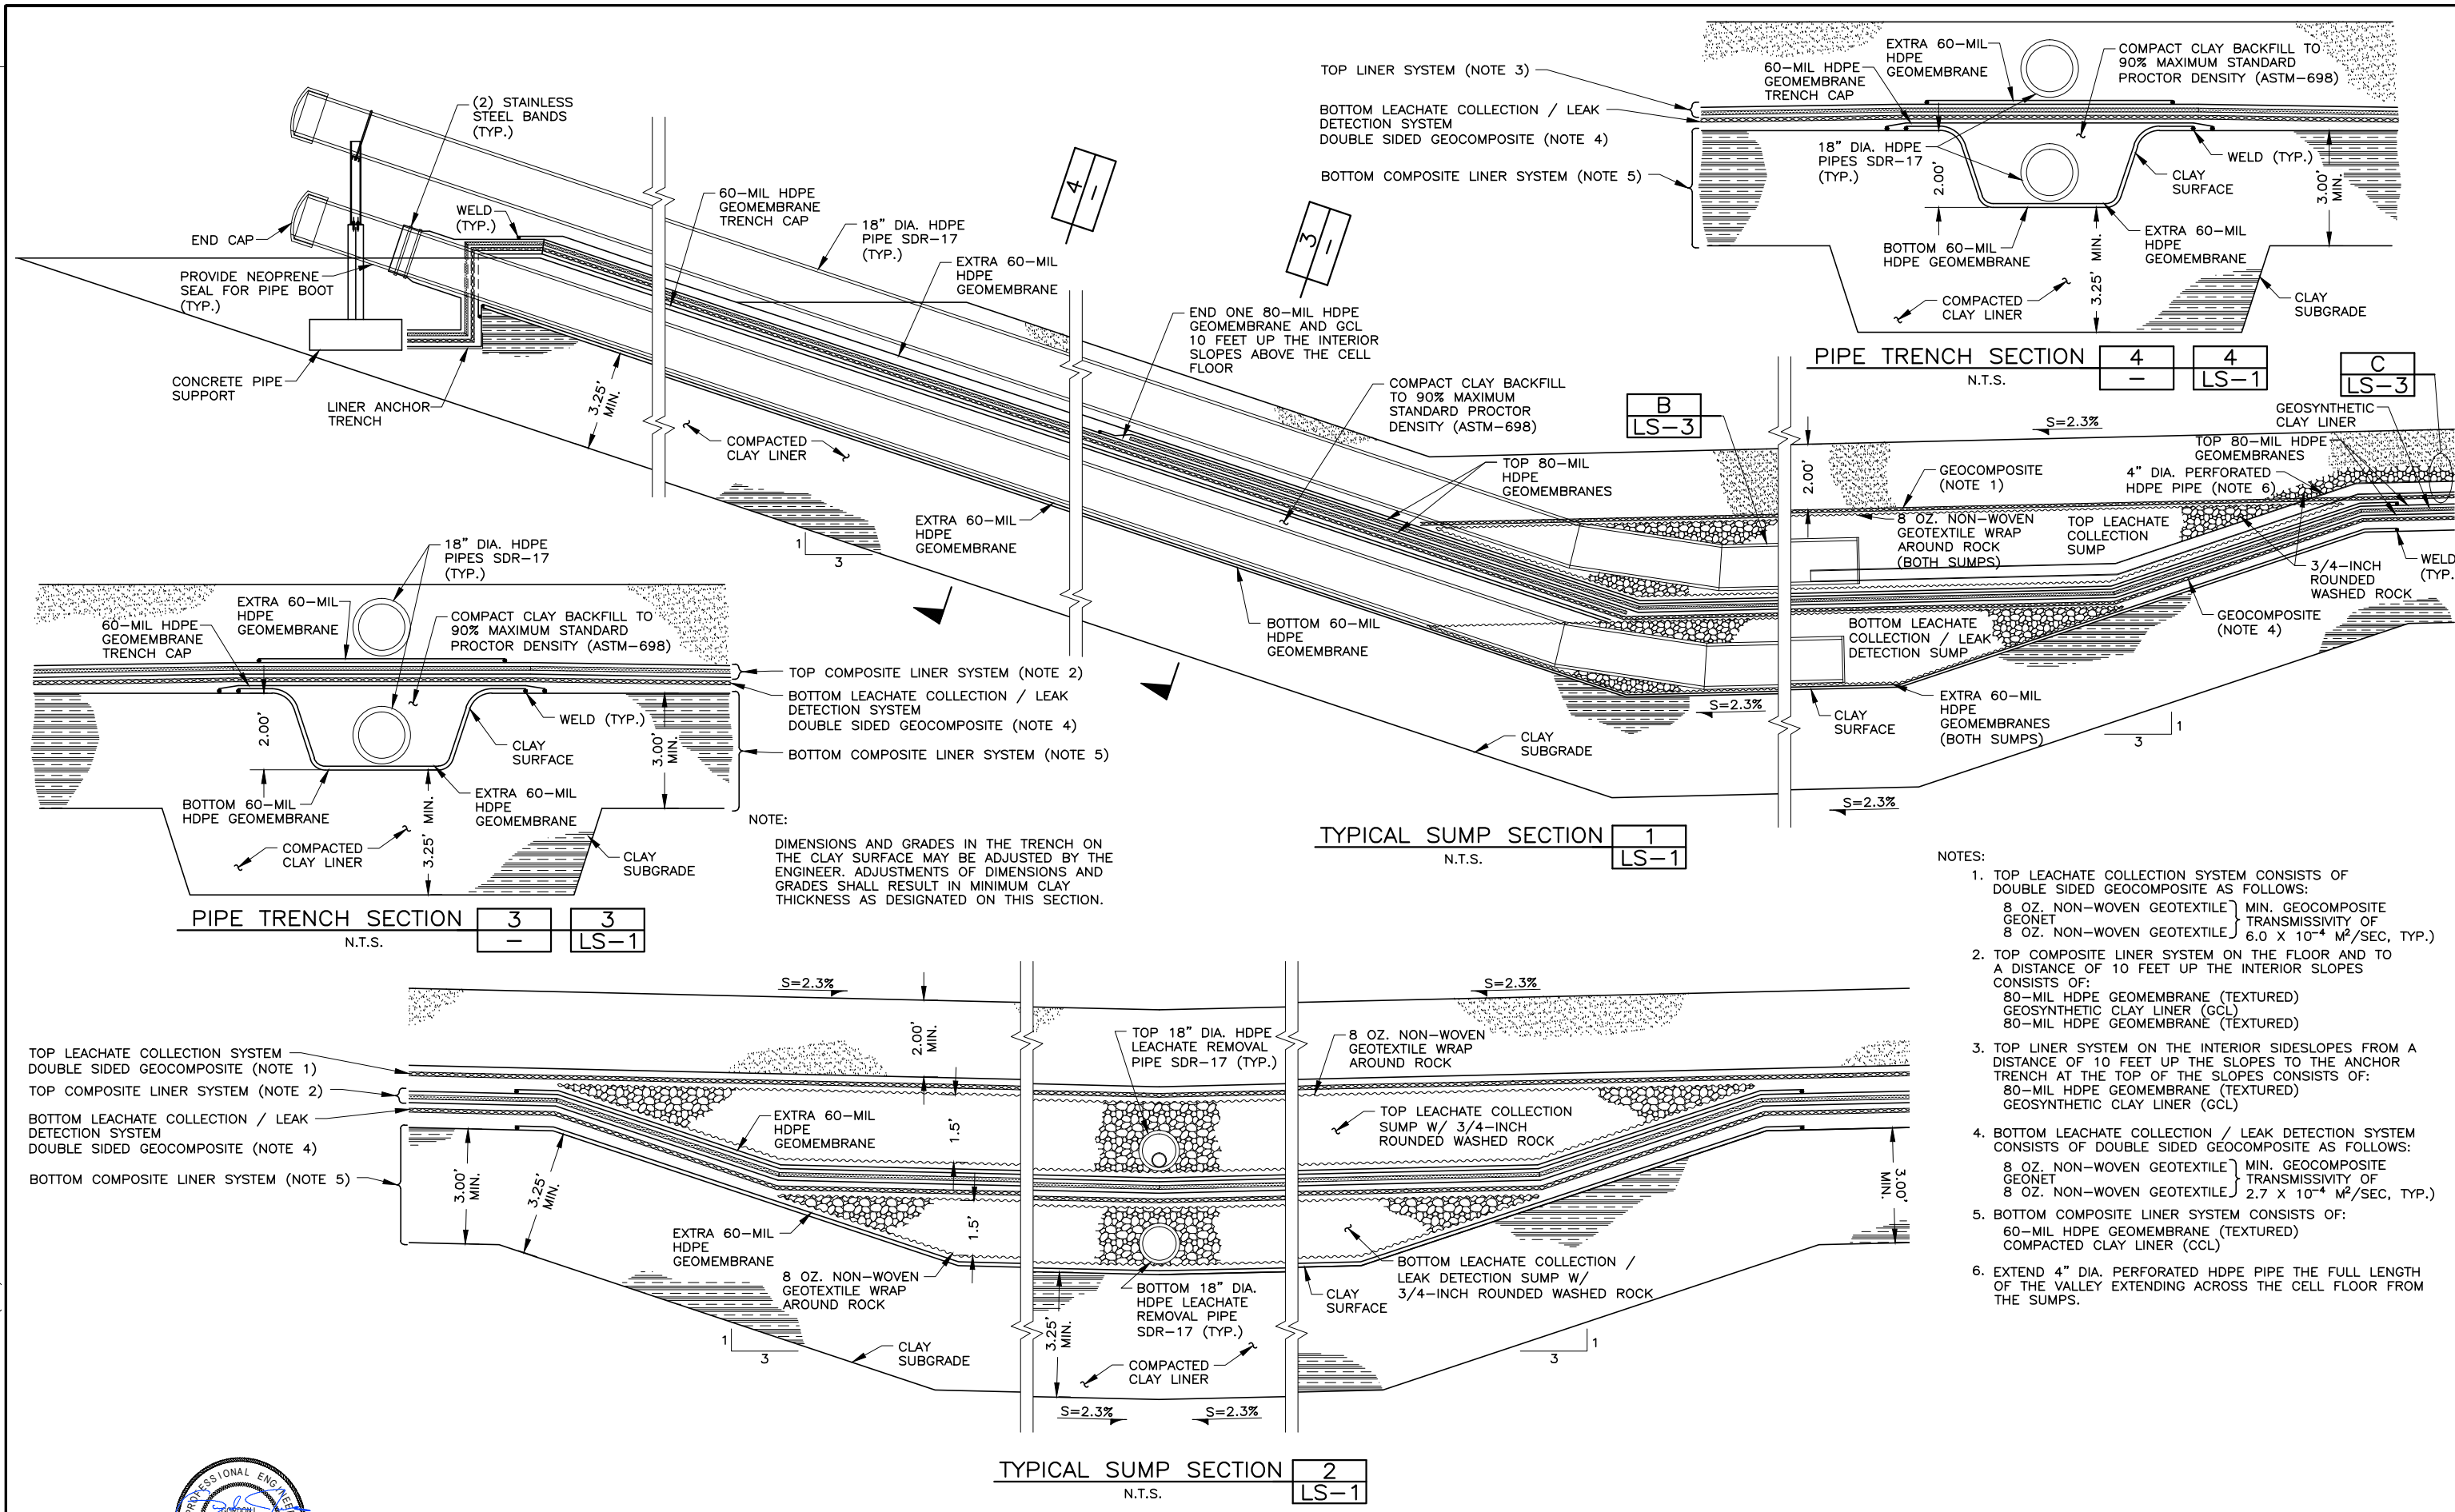 (2) STAINLESS
STEEL BANDS
(TYP.)
WELD
(TYP.)
60-MIL HDPE
GEOMEMBRANE
TRENCH CAP
18" DIA. HDPE
PIPE SDR-17
(TYP.)
EXTRA 60-MIL
HDPE
GEOMEMBRANE
4
–
3
–
END CAP
PROVIDE NEOPRENE
SEAL FOR PIPE BOOT
(TYP.)
CONCRETE PIPE
SUPPORT
LINER ANCHOR
TRENCH
3.25'
MIN.
COMPACTED
CLAY LINER
END ONE 80-MIL HDPE
GEOMEMBRANE AND GCL
10 FEET UP THE INTERIOR
SLOPES ABOVE THE CELL
FLOOR
COMPACT CLAY BACKFILL
TO 90% MAXIMUM
STANDARD PROCTOR
DENSITY (ASTM-698)
B
LS-3
TOP 80-MIL
HDPE
GEOMEMBRANES
EXTRA 60-MIL
HDPE
GEOMEMBRANE
1
3
BOTTOM 60-MIL
HDPE
GEOMEMBRANE
S=2.3%
C
LS-3
GEOSYNTHETIC
CLAY LINER
TOP 80-MIL HDPE
GEOMEMBRANES
4" DIA. PERFORATED
HDPE PIPE (NOTE 6)
2.00'
GEOCOMPOSITE
(NOTE 1)
8 OZ. NON-WOVEN
GEOTEXTILE WRAP
AROUND ROCK
(BOTH SUMPS)
TOP LEACHATE
COLLECTION
SUMP
3/4-INCH
ROUNDED
WASHED ROCK
WELD
(TYP.
GEOCOMPOSITE
(NOTE 4)
BOTTOM LEACHATE
COLLECTION / LEAK
DETECTION SUMP
EXTRA 60-MIL
HDPE
GEOMEMBRANES
(BOTH SUMPS)
S=2.3%
CLAY
SURFACE
CLAY
SUBGRADE
1
3
S=2.3%
TYPICAL SUMP SECTION
1
LS-1
N.T.S.
TOP LINER SYSTEM (NOTE 3)
BOTTOM LEACHATE COLLECTION / LEAK
DETECTION SYSTEM
DOUBLE SIDED GEOCOMPOSITE (NOTE 4)
BOTTOM COMPOSITE LINER SYSTEM (NOTE 5)
EXTRA 60-MIL
HDPE
GEOMEMBRANE
60-MIL HDPE
GEOMEMBRANE
TRENCH CAP
COMPACT CLAY BACKFILL TO
90% MAXIMUM STANDARD
PROCTOR DENSITY (ASTM-698)
18" DIA. HDPE
PIPES SDR-17
(TYP.)
2.00'
WELD (TYP.)
CLAY
SURFACE
3.00'
MIN.
BOTTOM 60-MIL
HDPE GEOMEMBRANE
EXTRA 60-MIL
HDPE
GEOMEMBRANE
COMPACTED
CLAY LINER
3.25' MIN.
CLAY
SUBGRADE
PIPE TRENCH SECTION
4
–
4
LS-1
N.T.S.
18" DIA. HDPE
PIPES SDR-17
(TYP.)
EXTRA 60-MIL
HDPE
GEOMEMBRANE
60-MIL HDPE
GEOMEMBRANE
TRENCH CAP
COMPACT CLAY BACKFILL TO
90% MAXIMUM STANDARD
PROCTOR DENSITY (ASTM-698)
TOP COMPOSITE LINER SYSTEM (NOTE 2)
BOTTOM LEACHATE COLLECTION / LEAK
DETECTION SYSTEM
DOUBLE SIDED GEOCOMPOSITE (NOTE 4)
BOTTOM COMPOSITE LINER SYSTEM (NOTE 5)
2.00'
WELD (TYP.)
CLAY
SURFACE
3.00'
MIN.
BOTTOM 60-MIL
HDPE GEOMEMBRANE
EXTRA 60-MIL
HDPE
GEOMEMBRANE
COMPACTED
CLAY LINER
3.25' MIN.
CLAY
SUBGRADE
PIPE TRENCH SECTION
3
–
3
LS-1
N.T.S.
NOTE:
DIMENSIONS AND GRADES IN THE TRENCH ON
THE CLAY SURFACE MAY BE ADJUSTED BY THE
ENGINEER. ADJUSTMENTS OF DIMENSIONS AND
GRADES SHALL RESULT IN MINIMUM CLAY
THICKNESS AS DESIGNATED ON THIS SECTION.
NOTES:
1. TOP LEACHATE COLLECTION SYSTEM CONSISTS OF
DOUBLE SIDED GEOCOMPOSITE AS FOLLOWS:
8 OZ. NON-WOVEN GEOTEXTILE
GEONET
8 OZ. NON-WOVEN GEOTEXTILE
MIN. GEOCOMPOSITE
TRANSMISSIVITY OF
6.0 X 10⁻⁴ M²/SEC, TYP.)
2. TOP COMPOSITE LINER SYSTEM ON THE FLOOR AND TO
A DISTANCE OF 10 FEET UP THE INTERIOR SLOPES
CONSISTS OF:
80-MIL HDPE GEOMEMBRANE (TEXTURED)
GEOSYNTHETIC CLAY LINER (GCL)
80-MIL HDPE GEOMEMBRANE (TEXTURED)
3. TOP LINER SYSTEM ON THE INTERIOR SIDESLOPES FROM A
DISTANCE OF 10 FEET UP THE SLOPES TO THE ANCHOR
TRENCH AT THE TOP OF THE SLOPES CONSISTS OF:
80-MIL HDPE GEOMEMBRANE (TEXTURED)
GEOSYNTHETIC CLAY LINER (GCL)
4. BOTTOM LEACHATE COLLECTION / LEAK DETECTION SYSTEM
CONSISTS OF DOUBLE SIDED GEOCOMPOSITE AS FOLLOWS:
8 OZ. NON-WOVEN GEOTEXTILE
GEONET
8 OZ. NON-WOVEN GEOTEXTILE
MIN. GEOCOMPOSITE
TRANSMISSIVITY OF
2.7 X 10⁻⁴ M²/SEC, TYP.)
5. BOTTOM COMPOSITE LINER SYSTEM CONSISTS OF:
60-MIL HDPE GEOMEMBRANE (TEXTURED)
COMPACTED CLAY LINER (CCL)
6. EXTEND 4" DIA. PERFORATED HDPE PIPE THE FULL LENGTH
OF THE VALLEY EXTENDING ACROSS THE CELL FLOOR FROM
THE SUMPS.
S=2.3%
S=2.3%
2.00'
MIN.
TOP 18" DIA. HDPE
LEACHATE REMOVAL
PIPE SDR-17 (TYP.)
8 OZ. NON-WOVEN
GEOTEXTILE WRAP
AROUND ROCK
TOP LEACHATE COLLECTION SYSTEM
DOUBLE SIDED GEOCOMPOSITE (NOTE 1)
TOP COMPOSITE LINER SYSTEM (NOTE 2)
BOTTOM LEACHATE COLLECTION / LEAK
DETECTION SYSTEM
DOUBLE SIDED GEOCOMPOSITE (NOTE 4)
BOTTOM COMPOSITE LINER SYSTEM (NOTE 5)
EXTRA 60-MIL
HDPE
GEOMEMBRANE
1.5'
TOP LEACHATE COLLECTION
SUMP W/ 3/4-INCH
ROUNDED WASHED ROCK
3.00'
MIN.
3.25'
MIN.
EXTRA 60-MIL
HDPE
GEOMEMBRANE
1.5'
8 OZ. NON-WOVEN
GEOTEXTILE WRAP
AROUND ROCK
BOTTOM 18" DIA.
HDPE LEACHATE
REMOVAL PIPE
SDR-17 (TYP.)
CLAY
SURFACE
BOTTOM LEACHATE COLLECTION /
LEAK DETECTION SUMP W/
3/4-INCH ROUNDED WASHED ROCK
3.00'
MIN.
1
3
CLAY
SUBGRADE
3.25'
MIN.
COMPACTED
CLAY LINER
1
3
S=2.3%
S=2.3%
TYPICAL SUMP SECTION
2
LS-1
N.T.S.
PROFESSIONAL ENGINEE